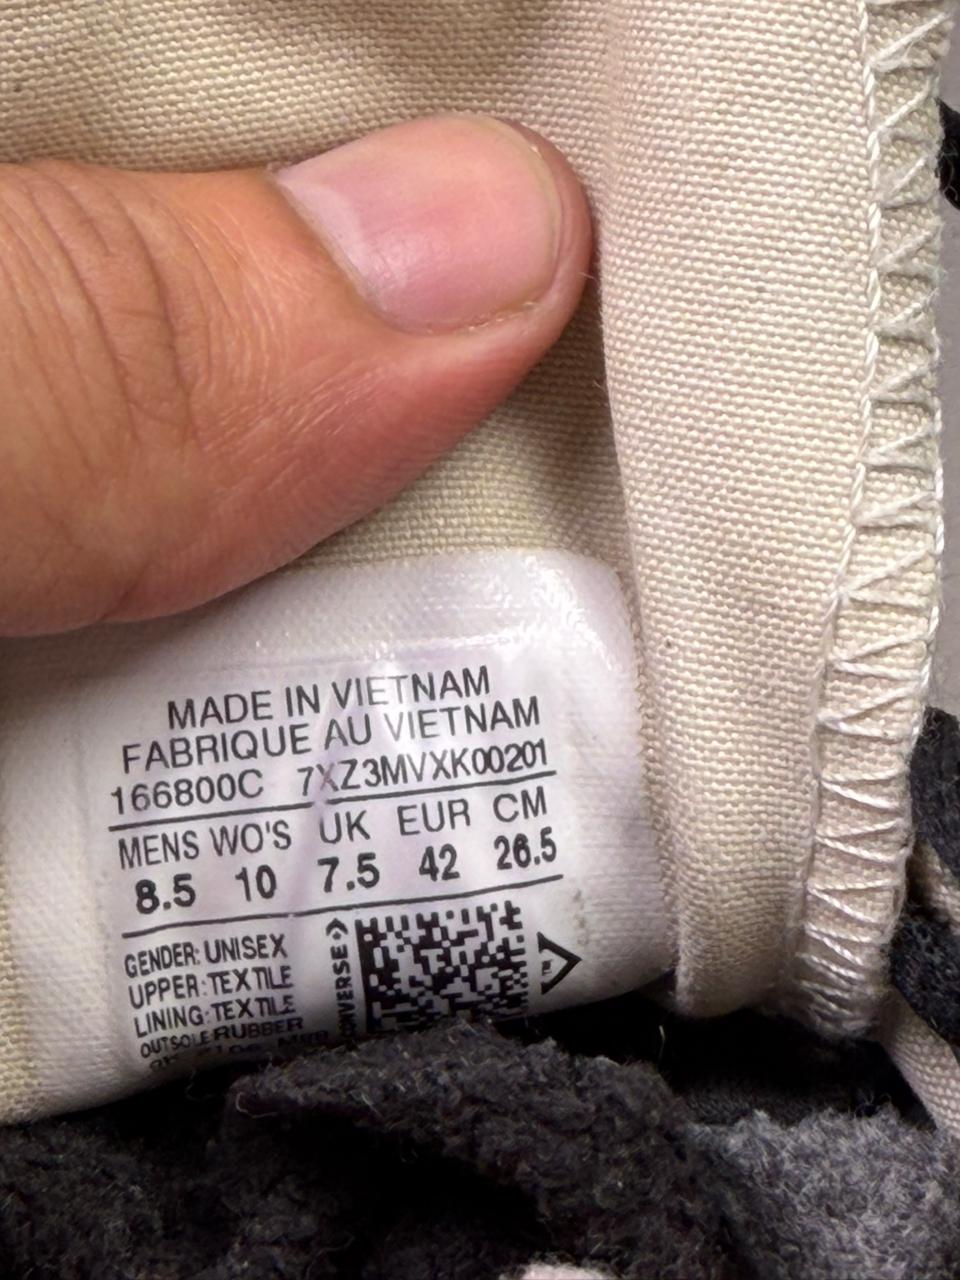 MADE IN VIETNAM
FABRIQUE AU VIETNAM
166800C 7XZ3MVXK00201
MENS WO'S UK EUR CM
8.5 10 7.5 42 26.5
GENDER: UNISEX
UPPER: TEXTILE
LINING: TEXTILE
OUTSOLE RUBBER
CONVERSE